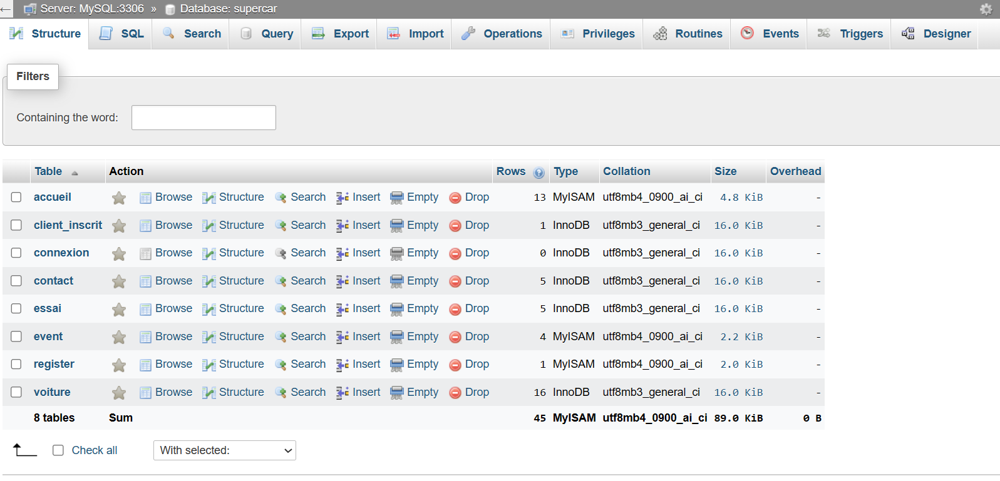 Server: MySQL:3306 » Database: supercar
Structure SQL Search Query Export Import Operations Privileges Routines Events Triggers Designer
Filters
Containing the word:
Table Action Rows Type Collation Size Overhead
accueil Browse Structure Search Insert Empty Drop 13 MyISAM utf8mb4_0900_ai_ci 4.8 KiB -
client_inscrit Browse Structure Search Insert Empty Drop 1 InnoDB utf8mb3_general_ci 16.0 KiB -
connexion Browse Structure Search Insert Empty Drop 0 InnoDB utf8mb3_general_ci 16.0 KiB -
contact Browse Structure Search Insert Empty Drop 5 InnoDB utf8mb3_general_ci 16.0 KiB -
essai Browse Structure Search Insert Empty Drop 5 InnoDB utf8mb3_general_ci 16.0 KiB -
event Browse Structure Search Insert Empty Drop 4 MyISAM utf8mb4_0900_ai_ci 2.2 KiB -
register Browse Structure Search Insert Empty Drop 1 MyISAM utf8mb4_0900_ai_ci 2.0 KiB -
voiture Browse Structure Search Insert Empty Drop 16 InnoDB utf8mb3_general_ci 16.0 KiB -
8 tables Sum 45 MyISAM utf8mb4_0900_ai_ci 89.0 KiB 0 B
Check all With selected: